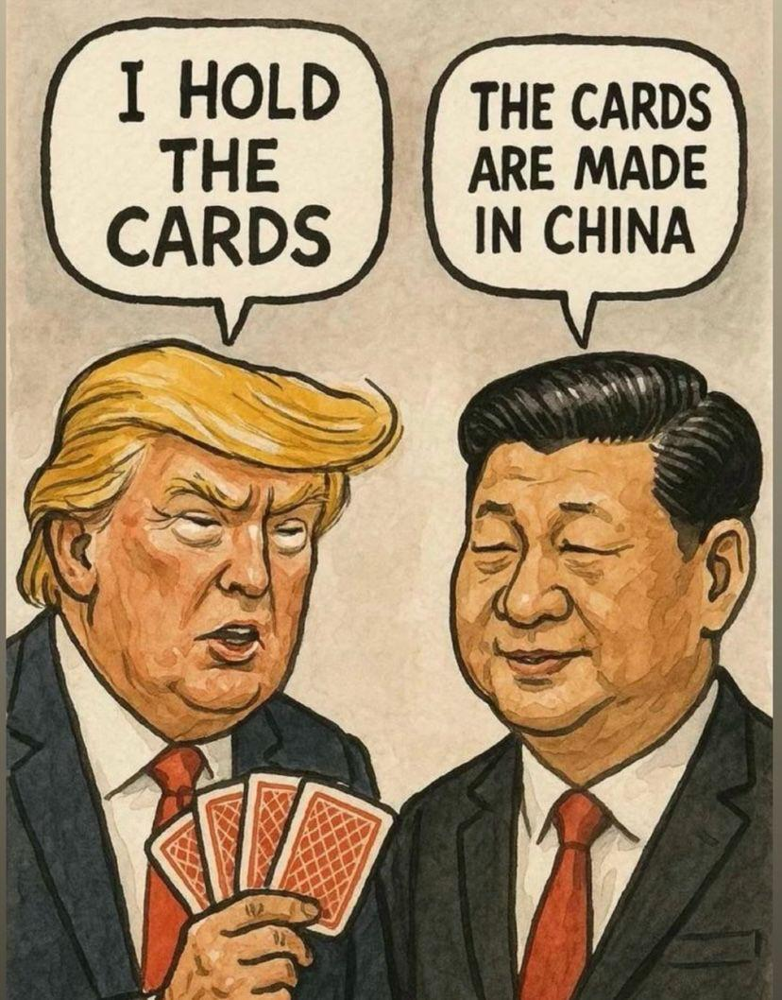 I HOLD
THE
CARDS
THE CARDS
ARE MADE
IN CHINA